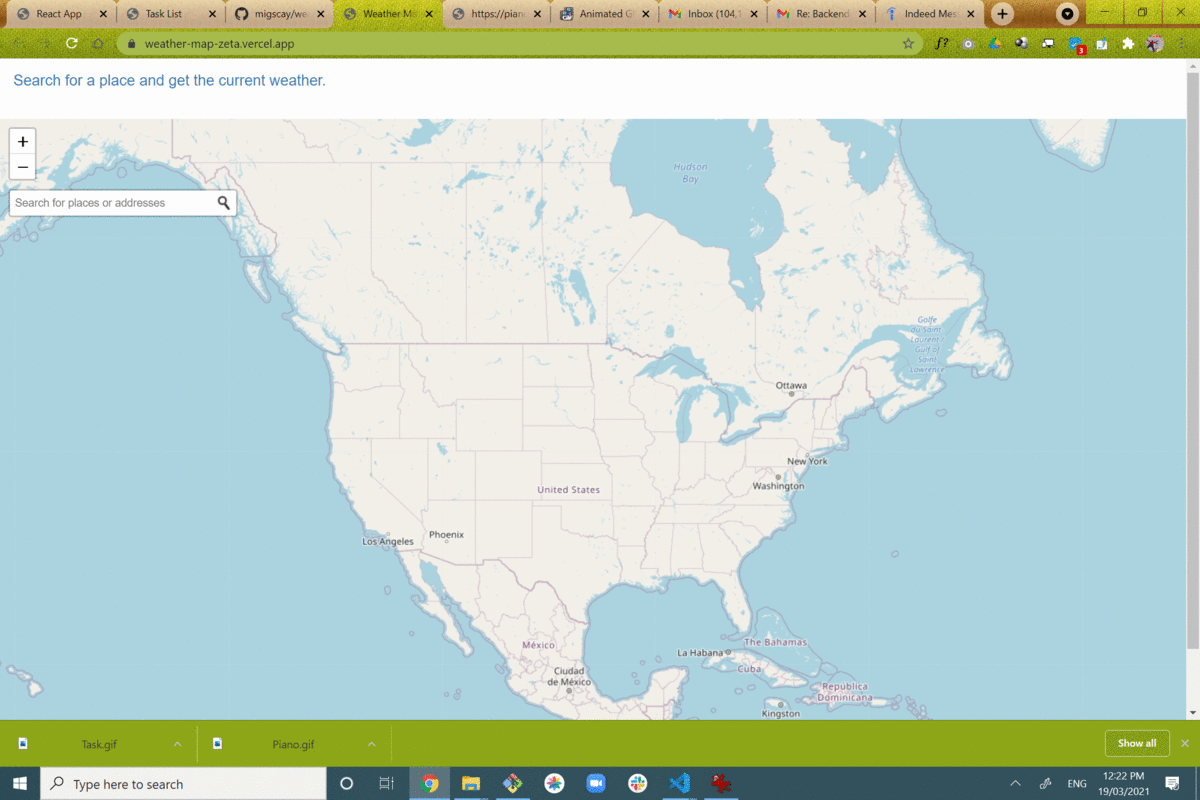 React App
Task List
migscay/we
Weather M
https://pian
Animated G
Inbox (104,1
Re: Backend
Indeed Mes
weather-map-zeta.vercel.app
f?
3
Search for a place and get the current weather.
+
−
Search for places or addresses
Hudson
Bay
Golfe
du Saint
Laurent /
Gulf of
Saint
Lawrence
Ottawa
New York
Washington
United States
Phoenix
Los Angeles
México
Ciudad
de México
La Habana
The Bahamas
Cuba
República
Dominicana
Kingston
Task.gif
Piano.gif
Show all
Type here to search
ENG
12:22 PM
19/03/2021